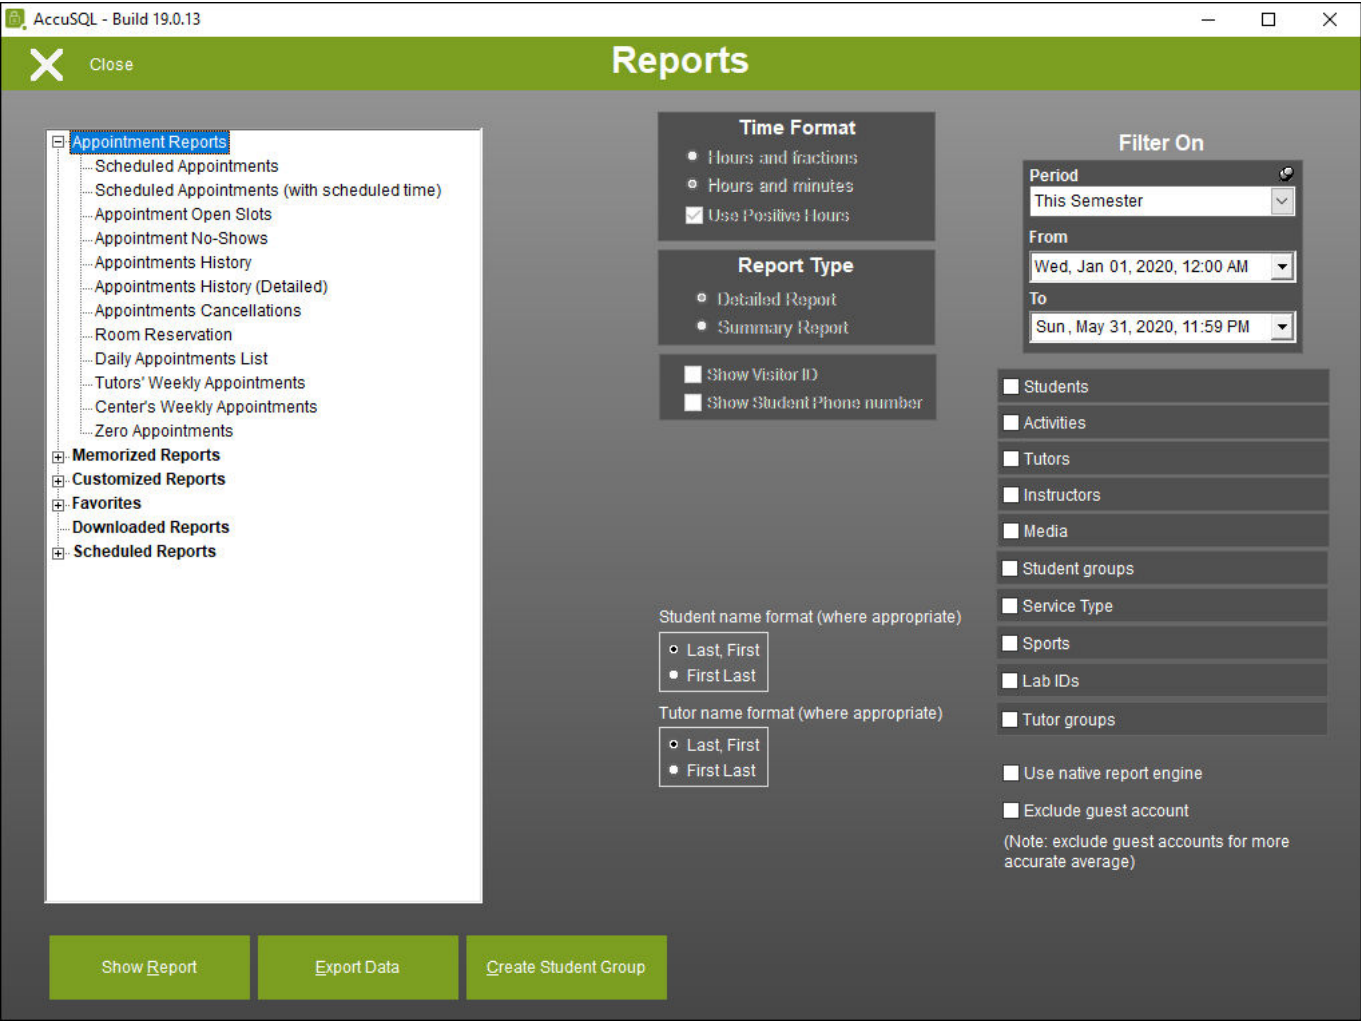 AccuSQL - Build 19.0.13
Close
Reports
Appointment Reports
Scheduled Appointments
Scheduled Appointments (with scheduled time)
Appointment Open Slots
Appointment No-Shows
Appointments History
Appointments History (Detailed)
Appointments Cancellations
Room Reservation
Daily Appointments List
Tutors' Weekly Appointments
Center's Weekly Appointments
Zero Appointments
Memorized Reports
Customized Reports
Favorites
Downloaded Reports
Scheduled Reports
Time Format
Hours and fractions
Hours and minutes
Use Positive Hours
Report Type
Detailed Report
Summary Report
Show Visitor ID
Show Student Phone number
Student name format (where appropriate)
Last, First
First Last
Tutor name format (where appropriate)
Last, First
First Last
Filter On
Period
This Semester
From
Wed, Jan 01, 2020, 12:00 AM
To
Sun , May 31, 2020, 11:59 PM
Students
Activities
Tutors
Instructors
Media
Student groups
Service Type
Sports
Lab IDs
Tutor groups
Use native report engine
Exclude guest account
(Note: exclude guest accounts for more
accurate average)
Show Report
Export Data
Create Student Group